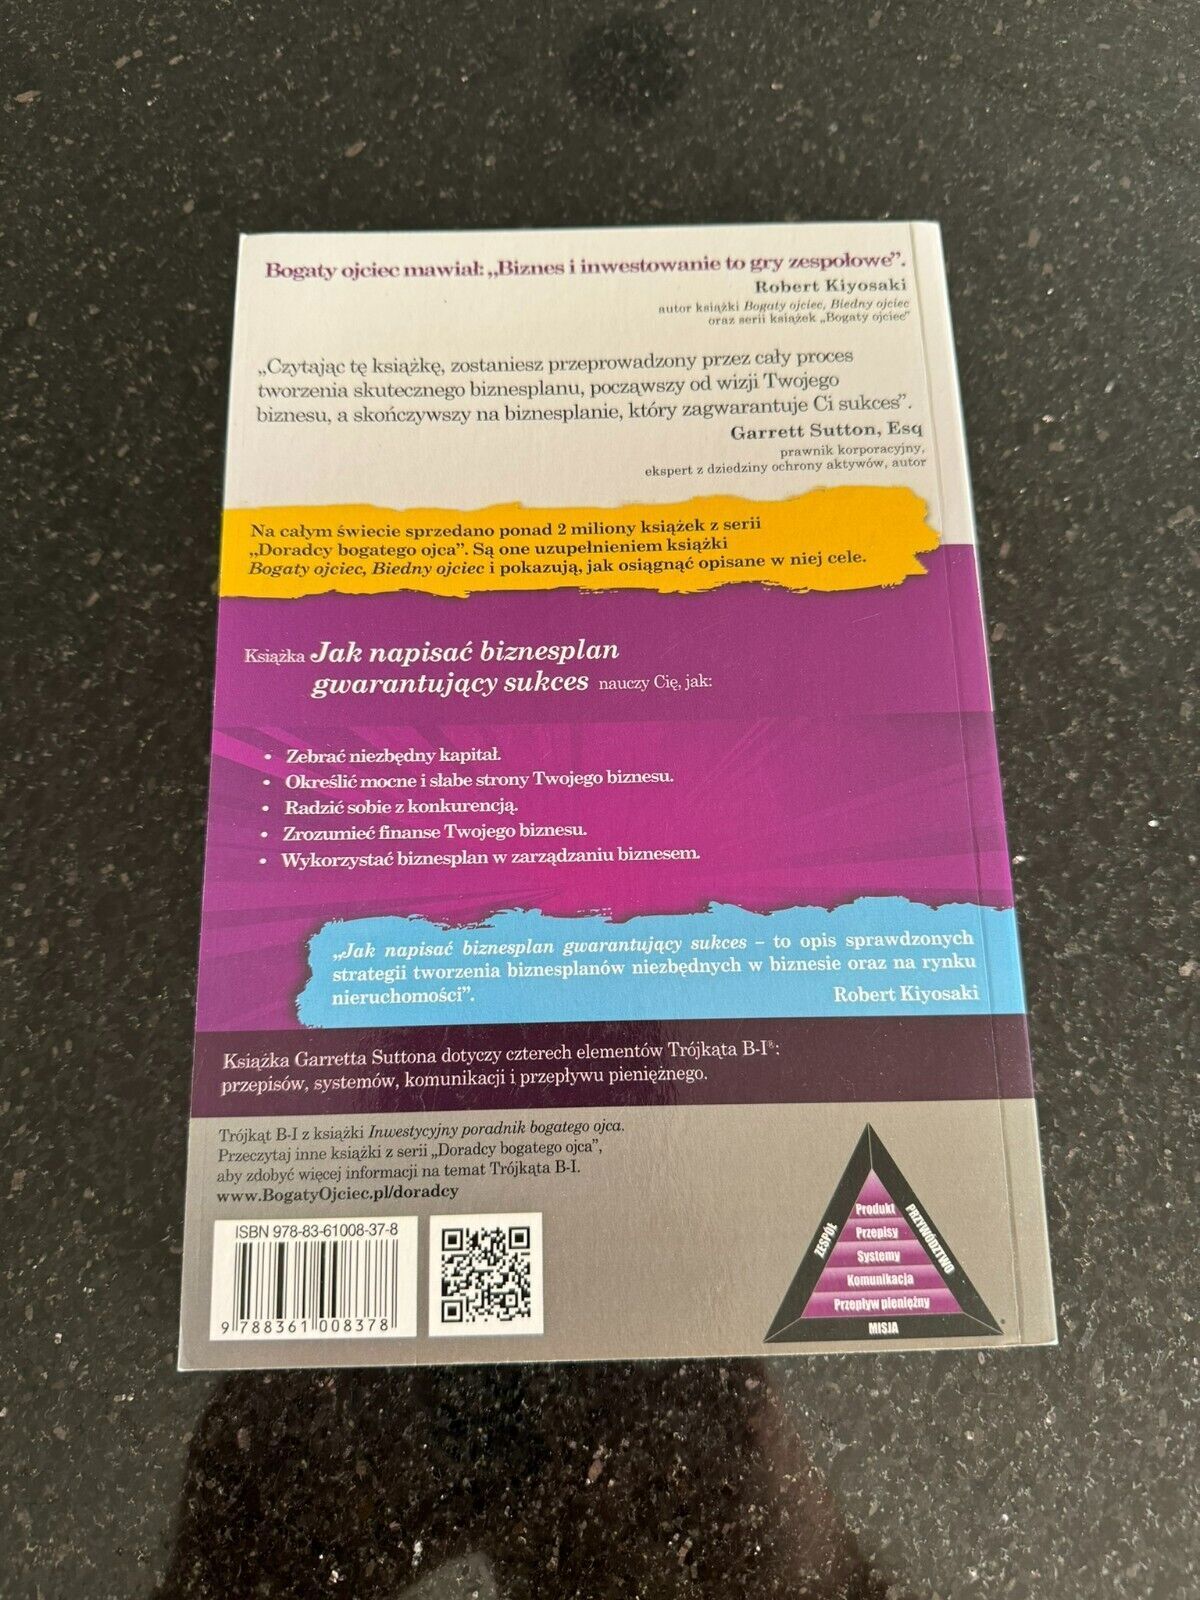 Bogaty ojciec mawiał: „Biznes i inwestowanie to gry zespołowe”.
Robert Kiyosaki
autor książki Bogaty ojciec, Biedny ojciec
oraz serii książek „Bogaty ojciec”
„Czytając tę książkę, zostaniesz przeprowadzony przez cały proces
tworzenia skutecznego biznesplanu, począwszy od wizji Twojego
biznesu, a skończywszy na biznesplanie, który zagwarantuje Ci sukces”.
Garrett Sutton, Esq
prawnik korporacyjny,
ekspert z dziedziny ochrony aktywów, autor
Na całym świecie sprzedano ponad 2 miliony książek z serii
„Doradcy bogatego ojca”. Są one uzupełnieniem książki
Bogaty ojciec, Biedny ojciec i pokazują, jak osiągnąć opisane w niej cele.
Książka Jak napisać biznesplan
gwarantujący sukces nauczy Cię, jak:
• Zebrać niezbędny kapitał.
• Określić mocne i słabe strony Twojego biznesu.
• Radzić sobie z konkurencją.
• Zrozumieć finanse Twojego biznesu.
• Wykorzystać biznesplan w zarządzaniu biznesem.
„Jak napisać biznesplan gwarantujący sukces – to opis sprawdzonych
strategii tworzenia biznesplanów niezbędnych w biznesie oraz na rynku
nieruchomości”.
Robert Kiyosaki
Książka Garretta Suttona dotyczy czterech elementów Trójkąta B-I®:
przepisów, systemów, komunikacji i przepływu pieniężnego.
Trójkąt B-I z książki Inwestycyjny poradnik bogatego ojca.
Przeczytaj inne książki z serii „Doradcy bogatego ojca”,
aby zdobyć więcej informacji na temat Trójkąta B-I.
www.BogatyOjciec.pl/doradcy
ISBN 978-83-61008-37-8
9 788361 008378
ZESPÓŁ
PRZYWÓDZTWO
Produkt
Przepisy
Systemy
Komunikacja
Przepływ pieniężny
MISJA
®